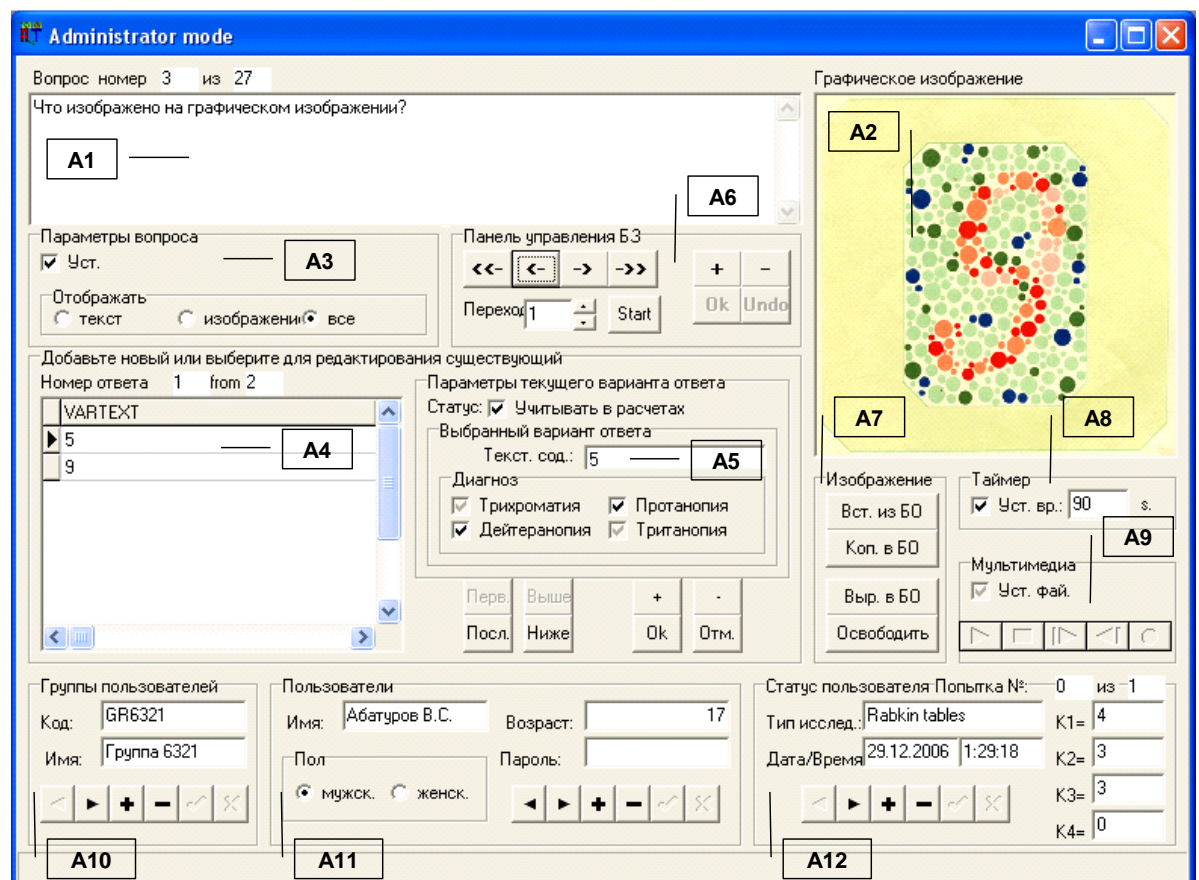 Administrator mode
Вопрос номер 3 из 27
Графическое изображение
Что изображено на графическом изображении?
A1
A2
A6
Параметры вопроса
Уст.
A3
Отображать
текст
изображени
все
Панель управления БЗ
<<- <- -> ->> + -
Переход 1 Start Ok Undo
Добавьте новый или выберите для редактирования существующий
Номер ответа 1 from 2
VARTEXT
5
9
A4
Параметры текущего варианта ответа
Статус: Учитывать в расчетах
Выбранный вариант ответа
Текст. сод.: 5
A5
Диагноз
Трихроматия Протанопия
Дейтеранопия Тританопия
Перв. Выше + -
Посл. Ниже Ok Отм.
A7
A8
Изображение
Вст. из БО
Коп. в БО
Выр. в БО
Освободить
Таймер
Уст. вр.: 90 s.
A9
Мультимедиа
Уст. фай.
Группы пользователей
Код: GR6321
Имя: Группа 6321
A10
Пользователи
Имя: Абатуров В.С. Возраст: 17
Пол Пароль:
мужск. женск.
A11
Статус пользователя Попытка №: 0 из 1
Тип исслед.: Rabkin tables K1= 4
Дата/Время 29.12.2006 1:29:18 K2= 3
K3= 3
K4= 0
A12